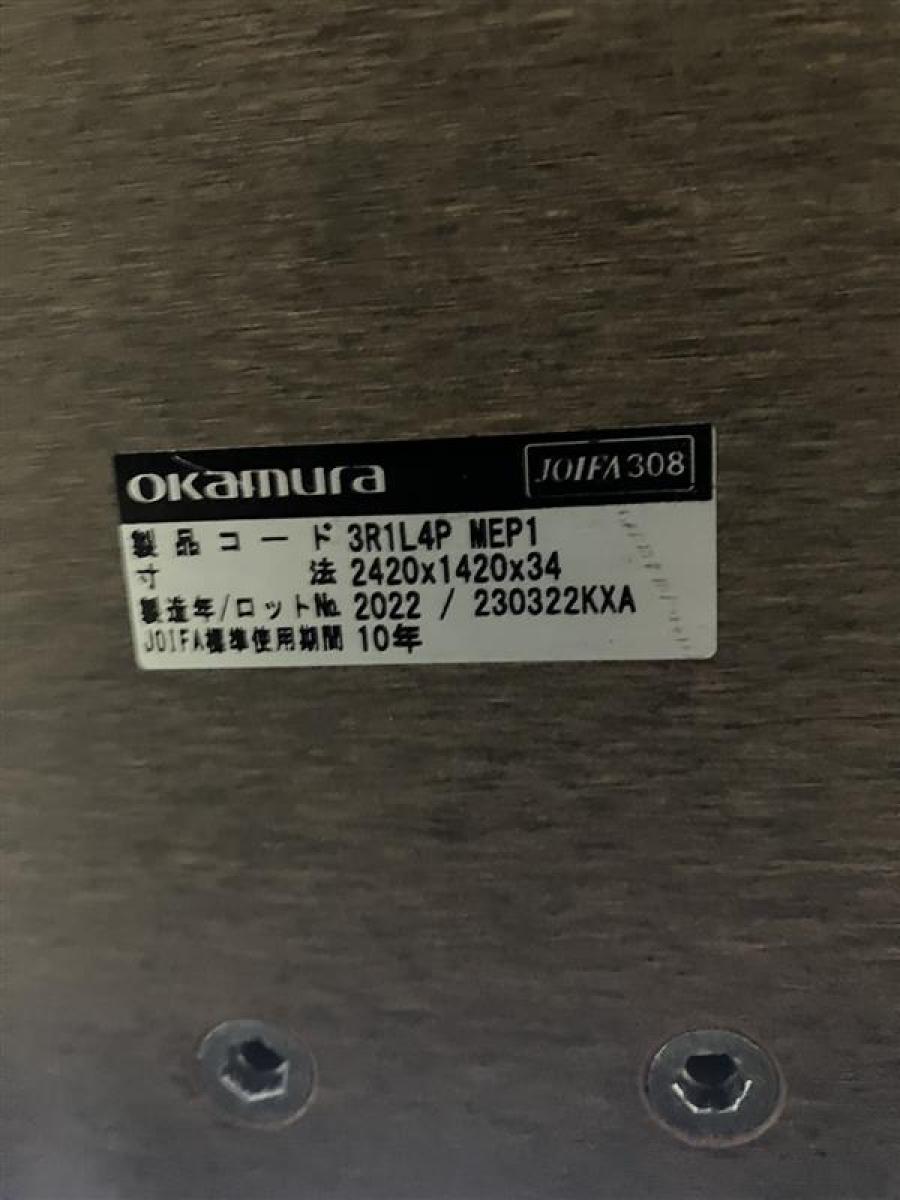 okamura
JOIFA308
製品コード 3R1L4P MEP1
寸法 2420x1420x34
製造年/ロット№ 2022 / 230322KXA
JOIFA標準使用期間 10年